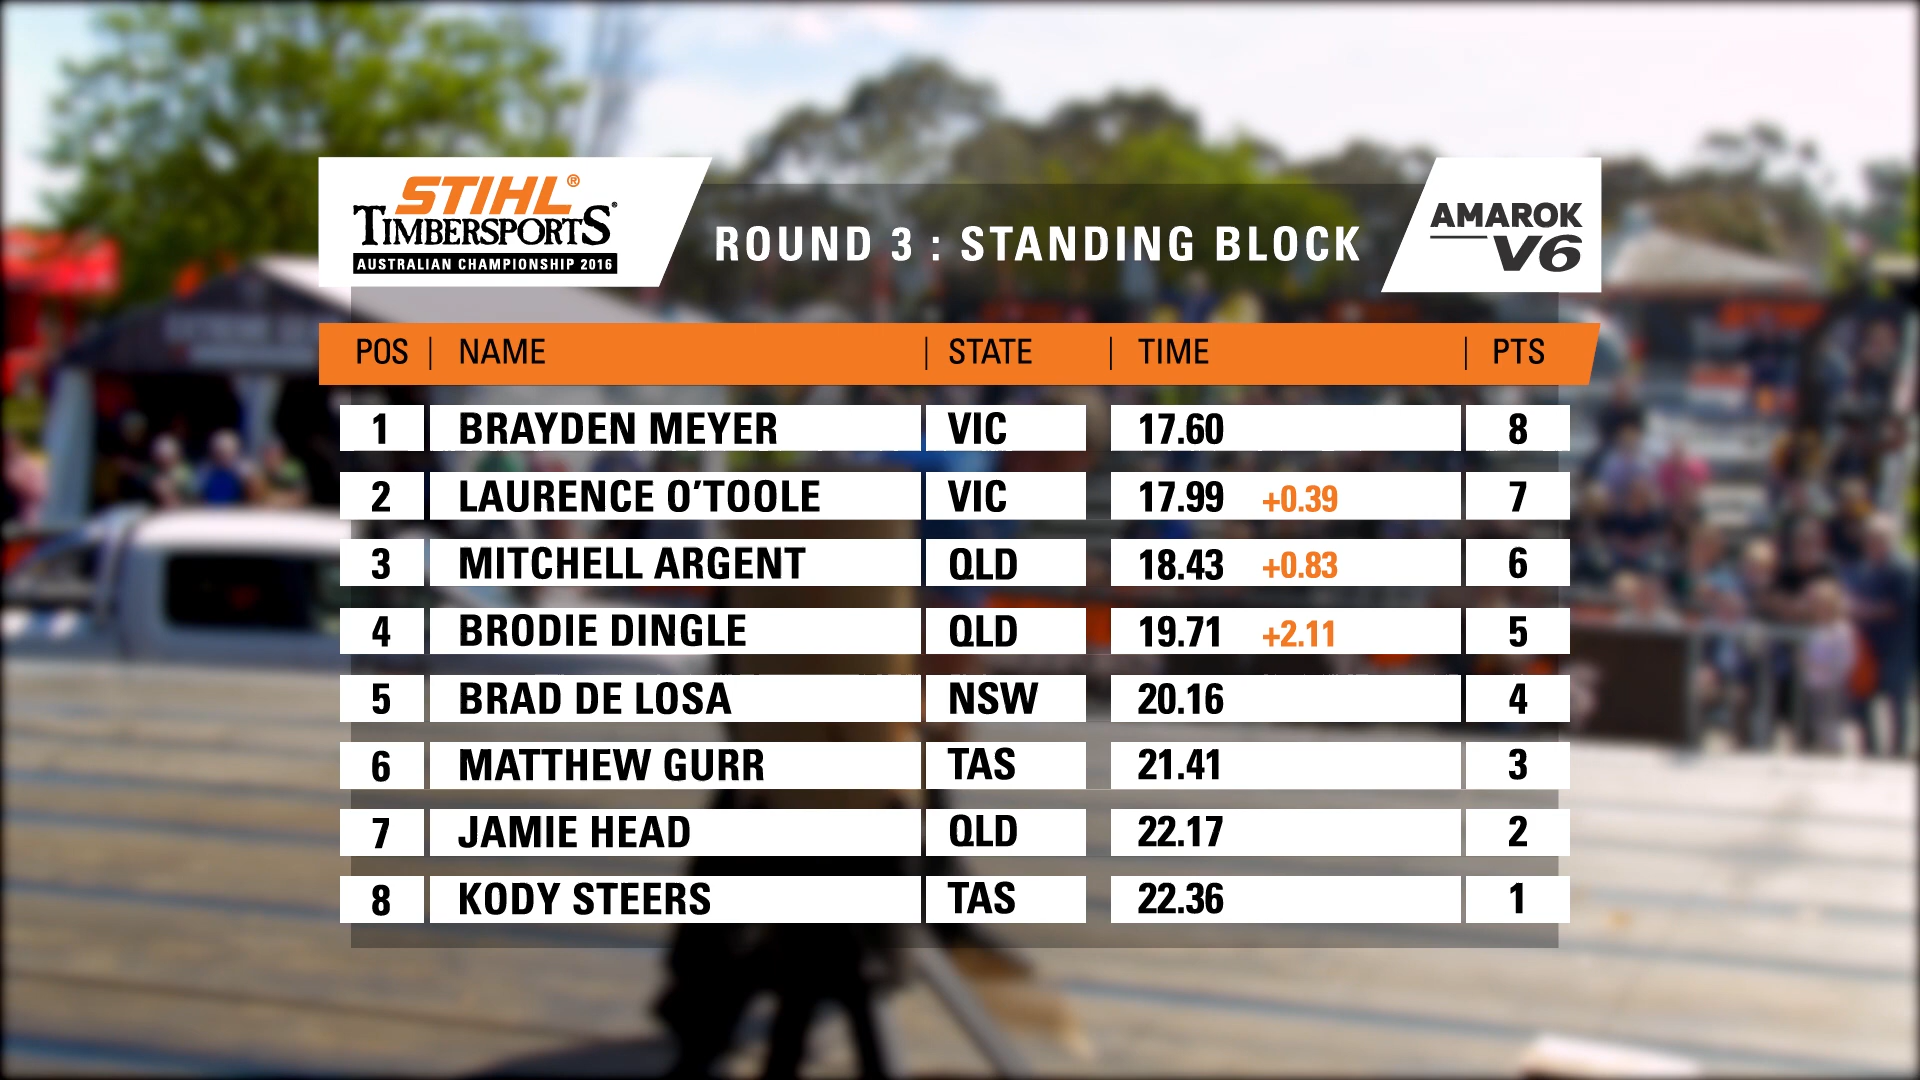 STIHL®
TIMBERSPORTS®
AUSTRALIAN CHAMPIONSHIP 2016
ROUND 3 : STANDING BLOCK
AMAROK
V6
POS NAME STATE TIME PTS
1 BRAYDEN MEYER VIC 17.60 8
2 LAURENCE O'TOOLE VIC 17.99 +0.39 7
3 MITCHELL ARGENT QLD 18.43 +0.83 6
4 BRODIE DINGLE QLD 19.71 +2.11 5
5 BRAD DE LOSA NSW 20.16 4
6 MATTHEW GURR TAS 21.41 3
7 JAMIE HEAD QLD 22.17 2
8 KODY STEERS TAS 22.36 1